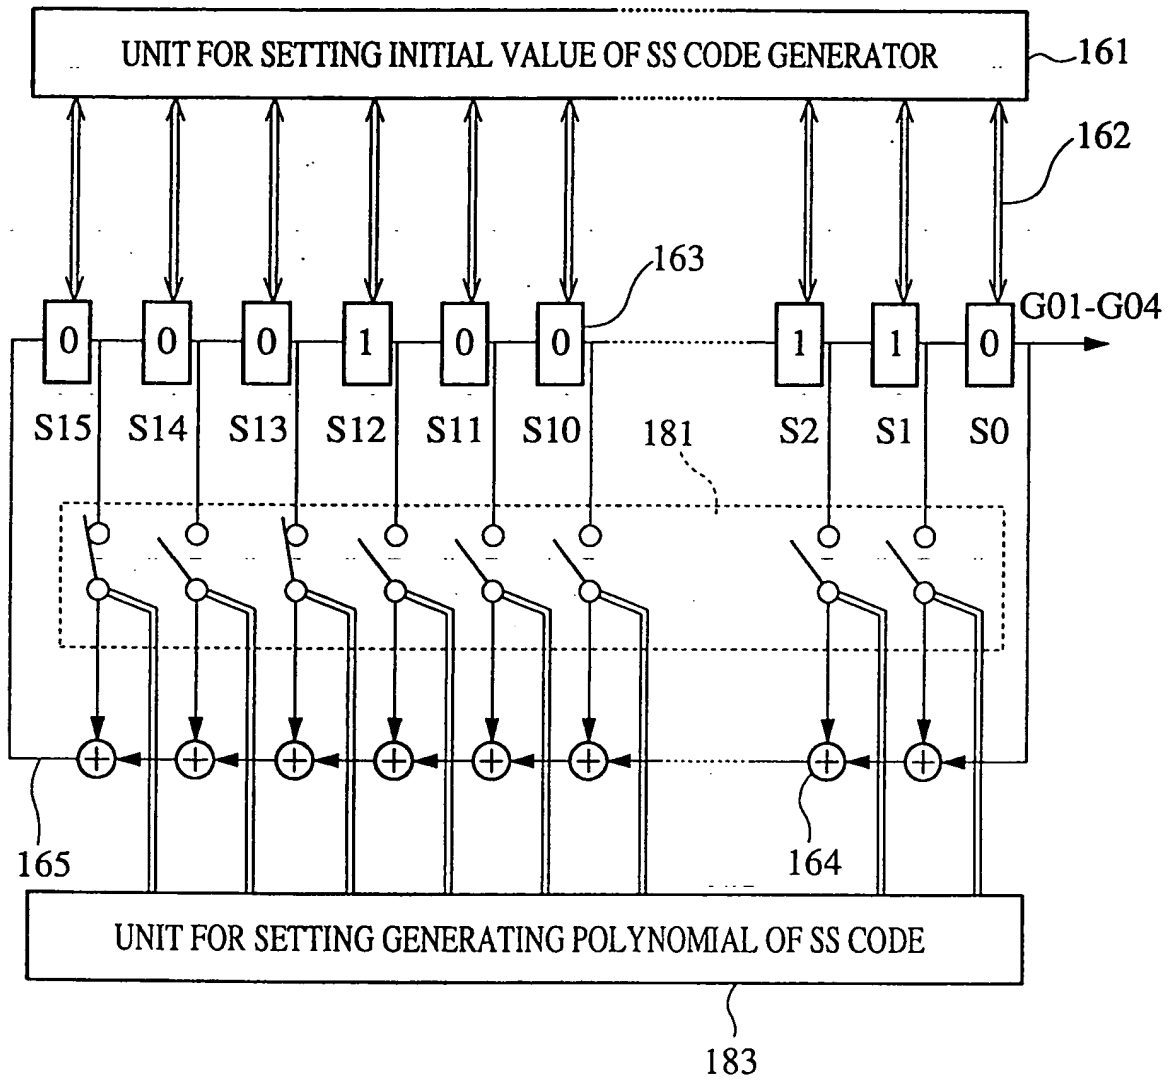 UNIT FOR SETTING INITIAL VALUE OF SS CODE GENERATOR
161
162
163
G01-G04
0 0 0 1 0 0 1 1 0
S15 S14 S13 S12 S11 S10 S2 S1 S0
181
165
164
UNIT FOR SETTING GENERATING POLYNOMIAL OF SS CODE
183